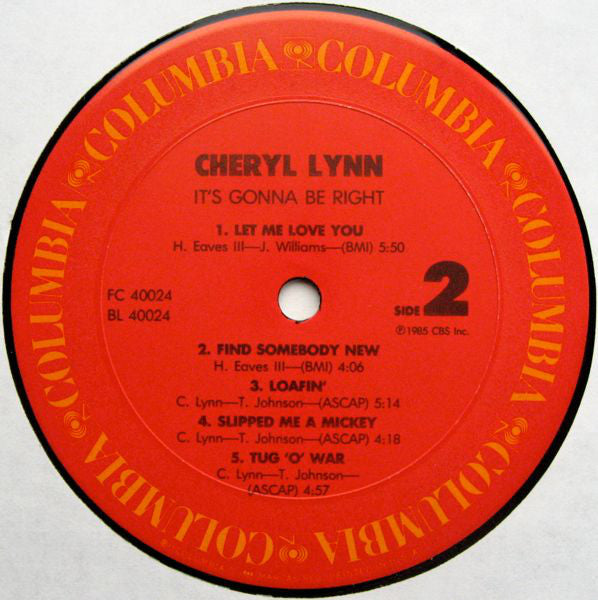 COLUMBIA COLUMBIA COLUMBIA COLUMBIA COLUMBIA COLUMBIA COLUMBIA
CHERYL LYNN
IT'S GONNA BE RIGHT
1. LET ME LOVE YOU
H. Eaves III—J. Williams—(BMI) 5:50
FC 40024
BL 40024
SIDE 2
℗1985 CBS Inc.
2. FIND SOMEBODY NEW
H. Eaves III—(BMI) 4:06
3. LOAFIN'
C. Lynn—T. Johnson—(ASCAP) 5:14
4. SLIPPED ME A MICKEY
C. Lynn—T. Johnson—(ASCAP) 4:18
5. TUG 'O' WAR
C. Lynn—T. Johnson—
(ASCAP) 4:57